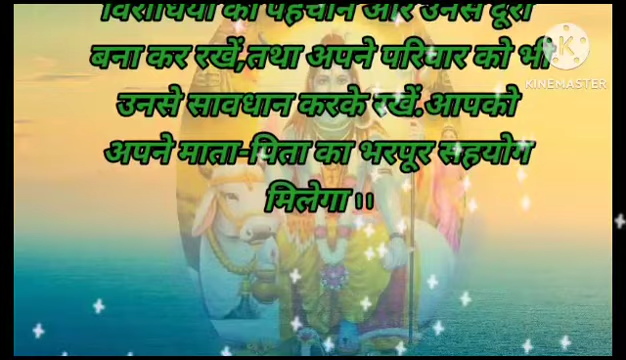 विरोधियों को पहचाने और उनसे दूरी
बना कर रखें,तथा अपने परिवार को भी
उनसे सावधान करके रखें.आपको
अपने माता-पिता का भरपूर सहयोग
मिलेगा।।
K
KINEMASTER